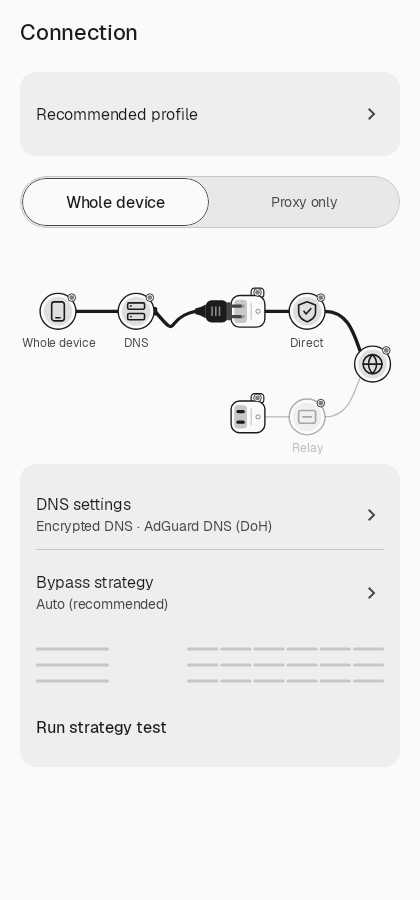 Connection
Recommended profile
Whole device
Proxy only
Whole device
DNS
Direct
Relay
DNS settings
Encrypted DNS · AdGuard DNS (DoH)
Bypass strategy
Auto (recommended)
Run strategy test